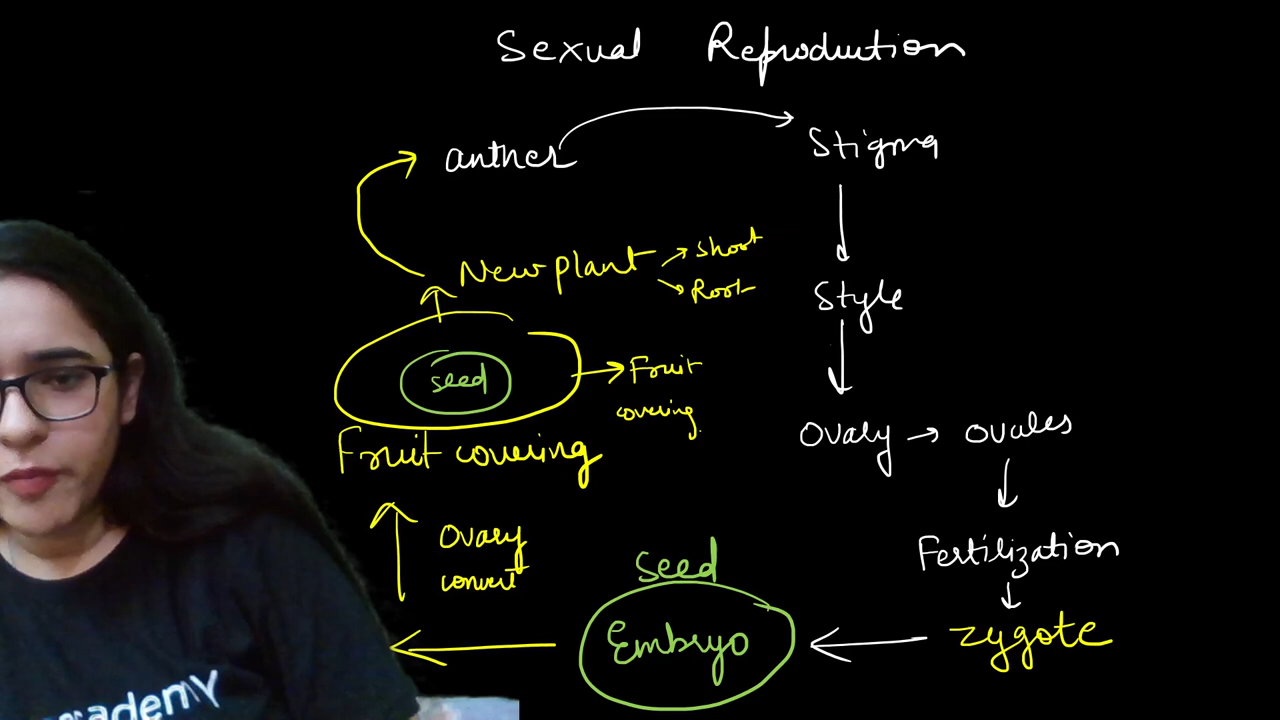 Sexual Reproduction
anther
Stigma
New plant
Shoot
Root
Style
seed
Fruit
covering
Fruit covering
Ovary
ovules
Ovary
convert
Fertilization
seed
Embryo
zygote
ademy